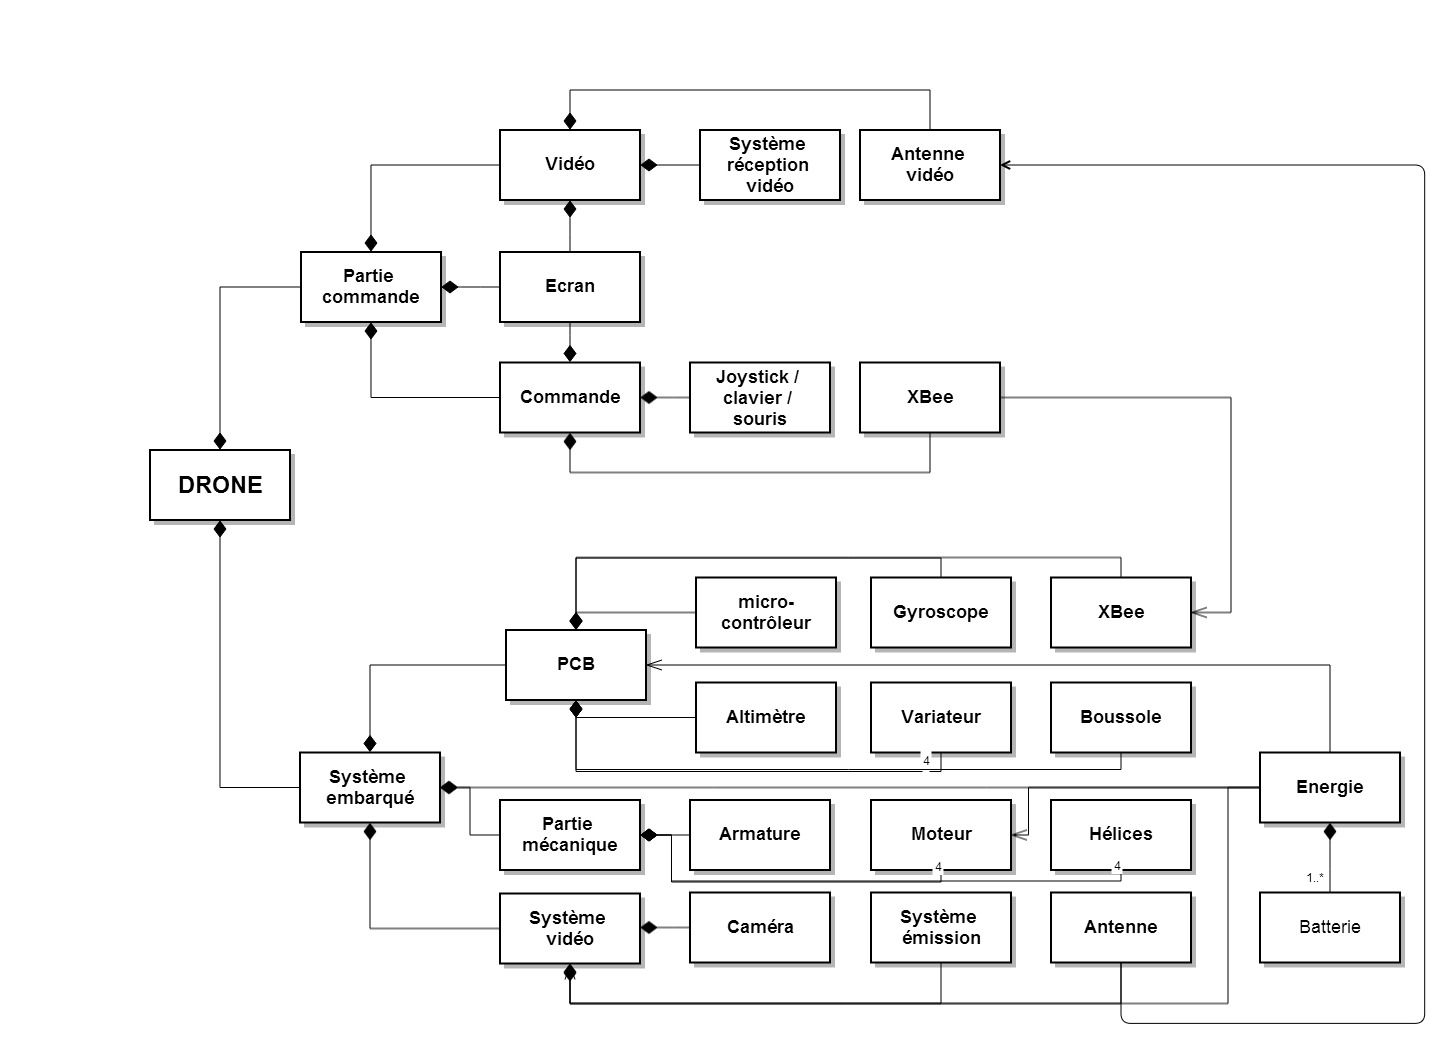 Vidéo
Système
réception
vidéo
Antenne
vidéo
Partie
commande
Ecran
Commande
Joystick /
clavier /
souris
XBee
DRONE
micro-
contrôleur
Gyroscope
XBee
PCB
Altimètre
Variateur
Boussole
4
Système
embarqué
Energie
Partie
mécanique
Armature
Moteur
Hélices
4
4
1..*
Système
vidéo
Caméra
Système
émission
Antenne
Batterie